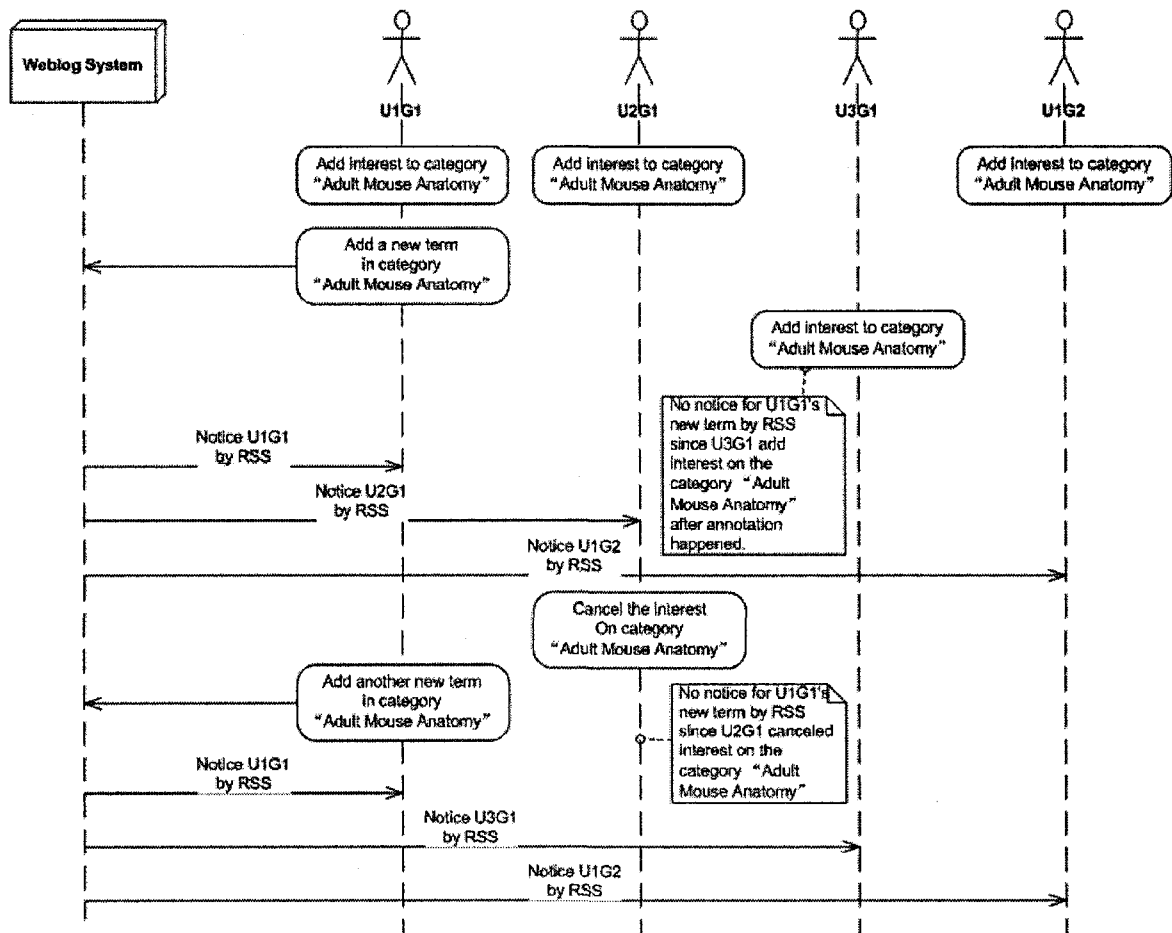 Weblog System
U1G1
U2G1
U3G1
U1G2
Add interest to category
“Adult Mouse Anatomy”
Add interest to category
“Adult Mouse Anatomy”
Add interest to category
“Adult Mouse Anatomy”
Add a new term
in category
“Adult Mouse Anatomy”
Add interest to category
“Adult Mouse Anatomy”
No notice for U1G1's
new term by RSS
since U3G1 add
interest on the
category “Adult
Mouse Anatomy”
after annotation
happened.
Notice U1G1
by RSS
Notice U2G1
by RSS
Notice U1G2
by RSS
Cancel the interest
On category
“Adult Mouse Anatomy”
Add another new term
in category
“Adult Mouse Anatomy”
No notice for U1G1's
new term by RSS
since U2G1 canceled
interest on the
category “Adult
Mouse Anatomy”
Notice U1G1
by RSS
Notice U3G1
by RSS
Notice U1G2
by RSS